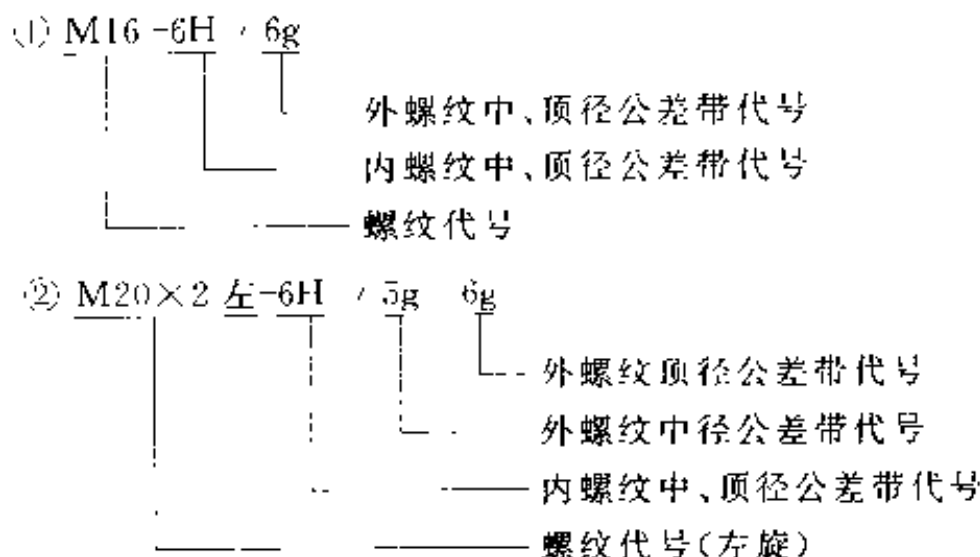 ① M16-6H / 6g
外螺纹中、顶径公差带代号
内螺纹中、顶径公差带代号
螺纹代号
② M20×2左-6H / 5g 6g
外螺纹顶径公差带代号
外螺纹中径公差带代号
内螺纹中、顶径公差带代号
螺纹代号(左旋)